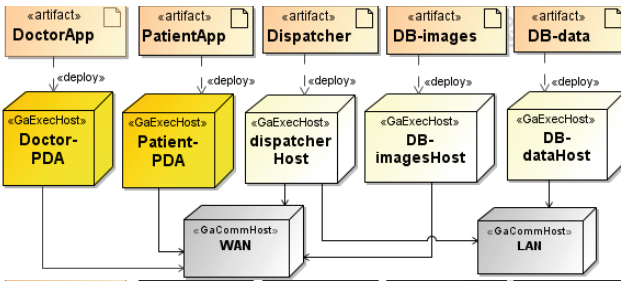 «artifact»
DoctorApp
«artifact»
PatientApp
«artifact»
Dispatcher
«artifact»
DB-images
«artifact»
DB-data
«deploy»
«deploy»
«deploy»
«deploy»
«deploy»
«GaExecHost»
Doctor-
PDA
«GaExecHost»
Patient-
PDA
«GaExecHost»
dispatcher
Host
«GaExecHost»
DB-
imagesHost
«GaExecHost»
DB-
dataHost
«GaCommHost»
WAN
«GaCommHost»
LAN